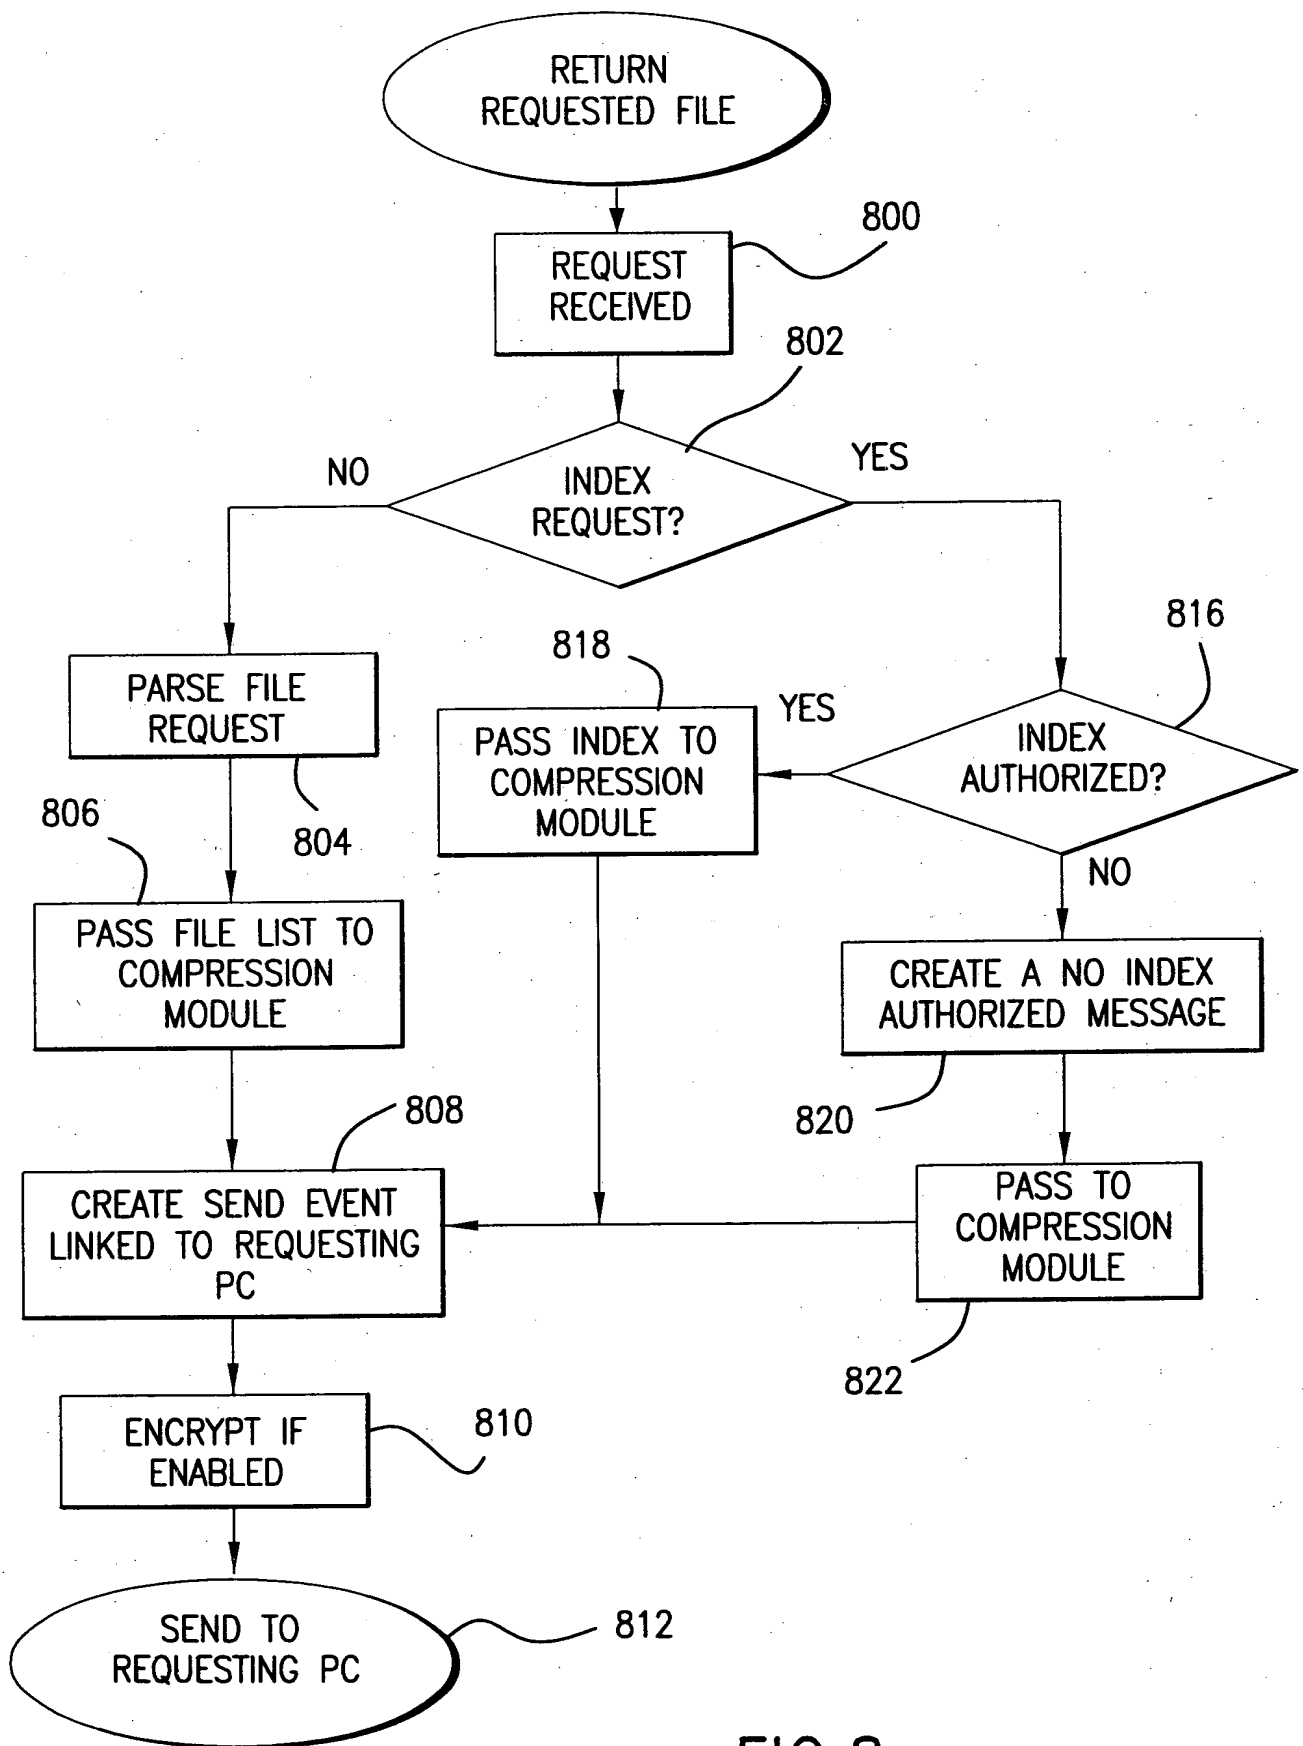 RETURN
REQUESTED FILE
800
REQUEST
RECEIVED
802
NO
YES
INDEX
REQUEST?
816
818
YES
PARSE FILE
REQUEST
804
PASS INDEX TO
COMPRESSION
MODULE
INDEX
AUTHORIZED?
NO
806
PASS FILE LIST TO
COMPRESSION
MODULE
CREATE A NO INDEX
AUTHORIZED MESSAGE
820
808
CREATE SEND EVENT
LINKED TO REQUESTING
PC
PASS TO
COMPRESSION
MODULE
822
ENCRYPT IF
ENABLED
810
SEND TO
REQUESTING PC
812